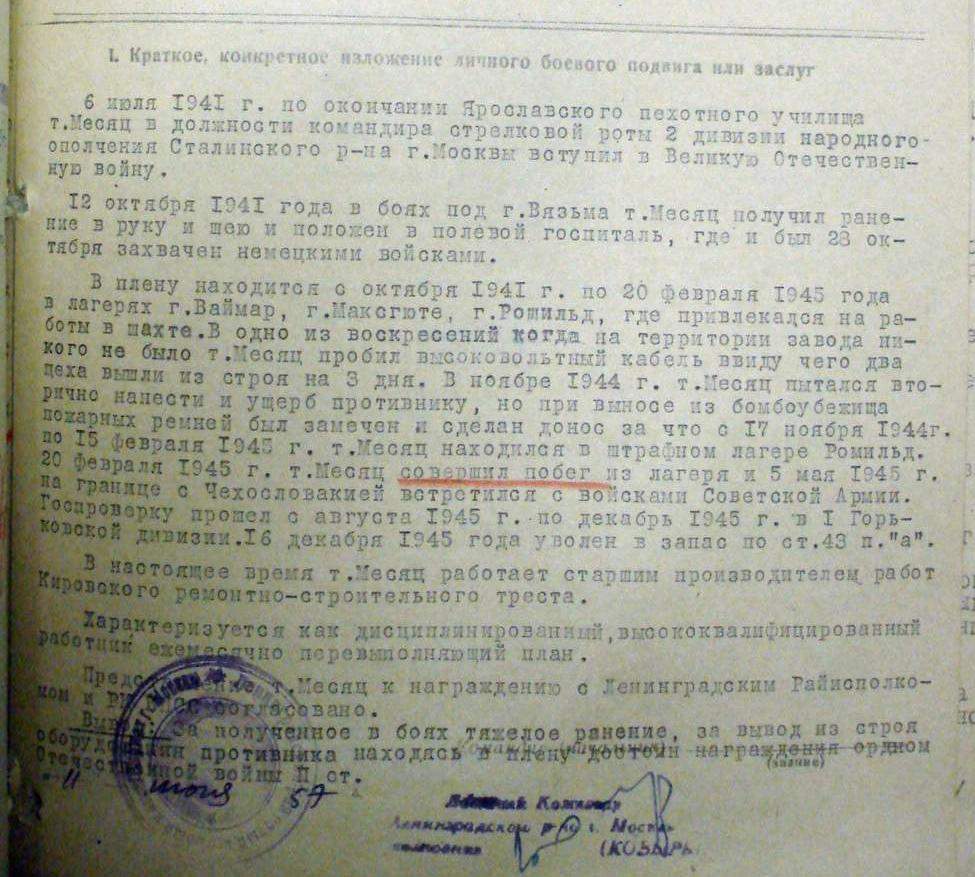 I. Краткое, конкретное изложение личного боевого подвига или заслуг
6 июля 1941 г. по окончании Ярославского пехотного училища
т.Месяц в должности командира стрелковой роты 2 дивизии народного-
ополчения Сталинского р-на г.Москвы вступил в Великую Отечествен-
ную войну.
12 октября 1941 года в боях под г.Вязьма т.Месяц получил ране-
ние в руку и шею и положен в полевой госпиталь, где и был 28 ок-
тября захвачен немецкими войсками.
В плену находится с октября 1941 г. по 20 февраля 1945 года
в лагерях г.Ваймар, г.Максгюте, г.Рошильд, где привлекался на ра-
боты в шахте.В одно из воскресений когда на территории завода ни-
кого не было т.Месяц пробил высоковольтный кабель ввиду чего два
цеха вышли из строя на 3 дня. В ноябре 1944 г. т.Месяц пытался вто-
рично нанести и ущерб противнику, но при выносе из бомбоубежища
пожарных ремней был замечен и сделан донос за что с 17 ноября 1944г.
по 15 февраля 1945 г. т.Месяц находился в штрафном лагере Ромильд.
20 февраля 1945 г. т.Месяц совершил побег из лагеря и 5 мая 1945 г.
на границе с Чехословакией встретился с войсками Советской Армии.
Госпроверку прошел с августа 1945 г. по декабрь 1945 г. в I Горь-
ковской дивизии.16 декабря 1945 года уволен в запас по ст.43 п."а".
В настоящее время т.Месяц работает старшим производителем работ
Кировского ремонтно-строительного треста.
Характеризуется как дисциплинированный,высококвалифицированный
работник ежемесячно перевыполняющий план.
т.Месяц к награждению с Ленинградским Райисполко-
мом и согласовано.
Вывод: За полученное в боях тяжелое ранение, за вывод из строя
оборудования противника находясь в плену достоин награждения орденом
Отечественной войны II ст.
(звание)
"11 июня 57
Ленинградского р-на г. Москвы
(КОЗЫРЬ)